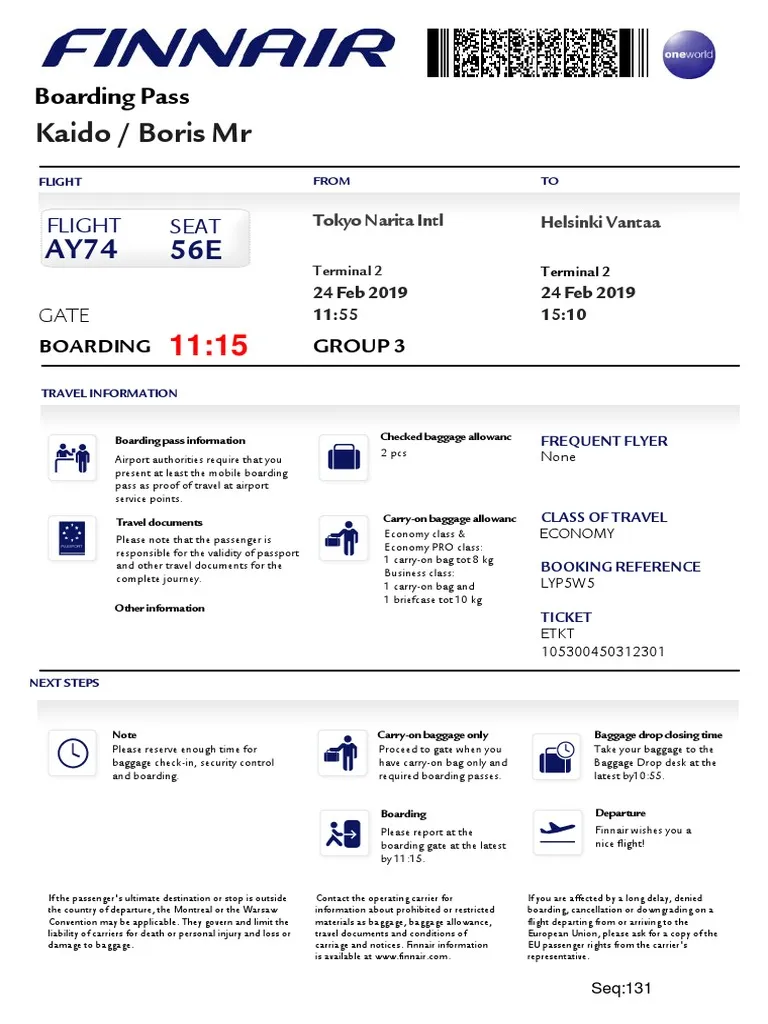 FINNAIR
oneworld
Boarding Pass
Kaido / Boris Mr
FLIGHT FROM TO
FLIGHT SEAT
AY74 56E
Tokyo Narita Intl
Helsinki Vantaa
Terminal 2
24 Feb 2019
11:55
Terminal 2
24 Feb 2019
15:10
GATE
BOARDING 11:15
GROUP 3
TRAVEL INFORMATION
Boarding pass information
Airport authorities require that you
present at least the mobile boarding
pass as proof of travel at airport
service points.
PASSPORT
Travel documents
Please note that the passenger is
responsible for the validity of passport
and other travel documents for the
complete journey.
Other information
Checked baggage allowanc
2 pcs
Carry-on baggage allowanc
Economy class &
Economy PRO class:
1 carry-on bag tot 8 kg
Business class:
1 carry-on bag and
1 briefcase tot 10 kg
FREQUENT FLYER
None
CLASS OF TRAVEL
ECONOMY
BOOKING REFERENCE
LYP5W5
TICKET
ETKT
105300450312301
NEXT STEPS
Note
Please reserve enough time for
baggage check-in, security control
and boarding.
Carry-on baggage only
Proceed to gate when you
have carry-on bag only and
required boarding passes.
Baggage drop closing time
Take your baggage to the
Baggage Drop desk at the
latest by10:55.
Boarding
Please report at the
boarding gate at the latest
by 11:15.
Departure
Finnair wishes you a
nice flight!
If the passenger's ultimate destination or stop is outside
the country of departure, the Montreal or the Warsaw
Convention may be applicable. They govern and limit the
liability of carriers for death or personal injury and loss or
damage to baggage.
Contact the operating carrier for
information about prohibited or restricted
materials as baggage, baggage allowance,
travel documents and conditions of
carriage and notices. Finnair information
is available at www.finnair.com.
If you are affected by a long delay, denied
boarding, cancellation or downgrading on a
flight departing from or arriving to the
European Union, please ask for a copy of the
EU passenger rights from the carrier's
representative.
Seq:131